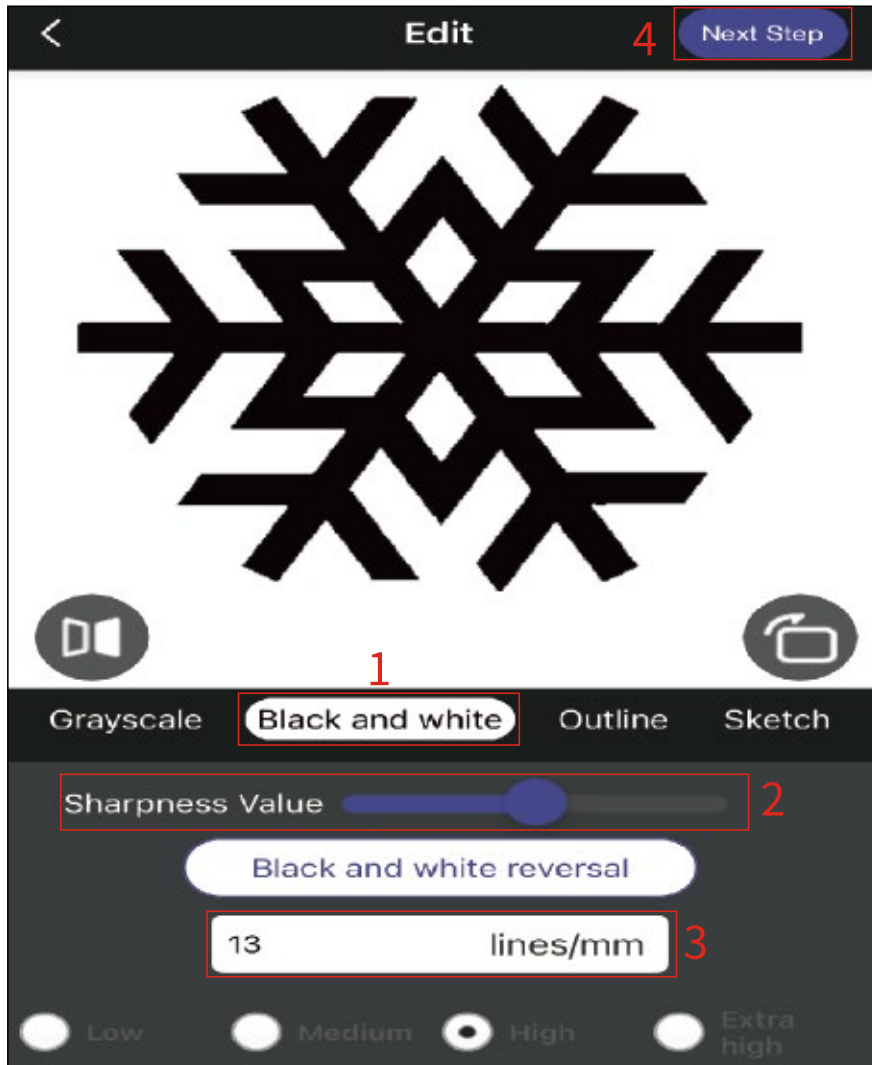 Edit
4
Next Step
1
Grayscale
Black and white
Outline
Sketch
Sharpness Value
2
Black and white reversal
13
lines/mm
3
Low
Medium
High
Extra
high